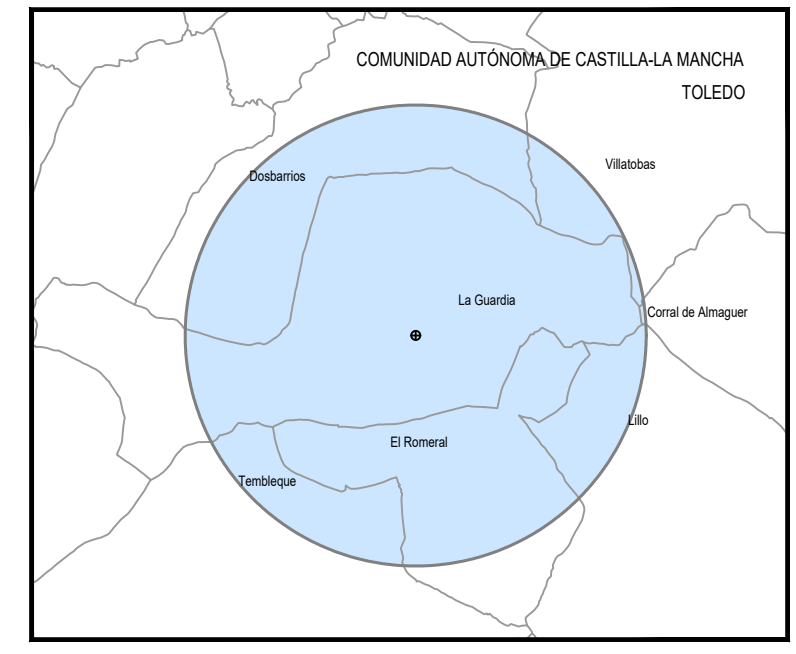 COMUNIDAD AUTÓNOMA DE CASTILLA-LA MANCHA
TOLEDO
Villatobas
Dosbarrios
La Guardia
Corral de Almaguer
Lillo
El Romeral
Tembleque